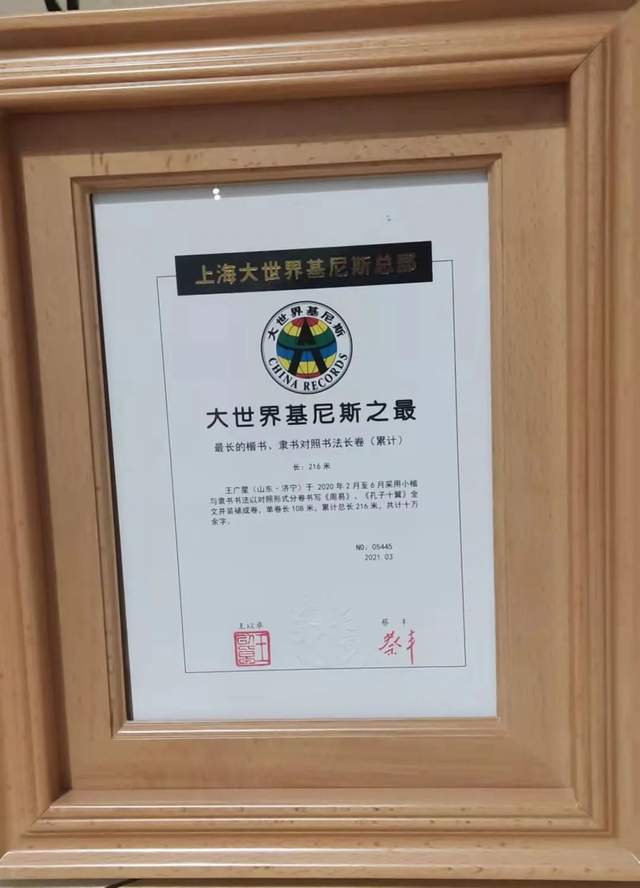 上海大世界基尼斯总部
大世界基尼斯
CHINA RECORDS
大世界基尼斯之最
最长的楷书、隶书对照书法长卷（累计）
长：216 米
王广星（山东·济宁）于 2020 年 2 月至 6 月采用小楷
与隶书书法以对照形式分卷书写《周易》、《孔子十翼》全
文并装裱成卷，单卷长 108 米，累计总长 216 米，共计十万
余字。
NO：05445
2021.03
蔡 丰
蔡丰